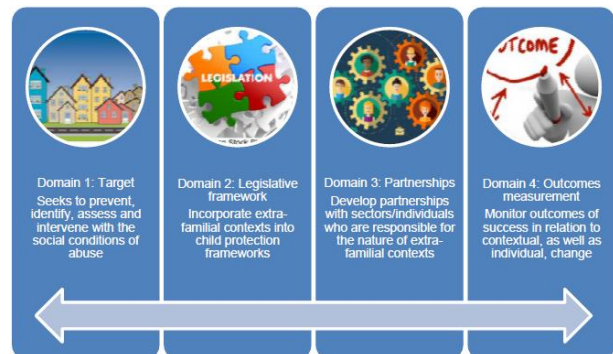 LEGISLATION
OUTCOME
Domain 1: Target
Seeks to prevent,
identify, assess and
intervene with the
social conditions of
abuse
Domain 2: Legislative
framework
Incorporate extra-
familial contexts into
child protection
frameworks
Domain 3: Partnerships
Develop partnerships
with sectors/individuals
who are responsible for
the nature of extra-
familial contexts
Domain 4: Outcomes
measurement
Monitor outcomes of
success in relation to
contextual, as well as
individual, change